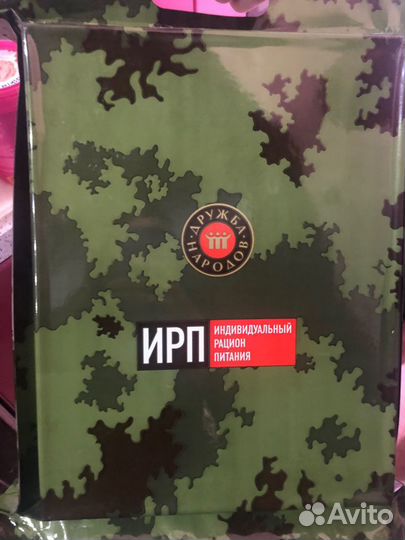 ДРУЖБА
НАРОДОВ
ИРП
ИНДИВИДУАЛЬНЫЙ
РАЦИОН
ПИТАНИЯ
Avito